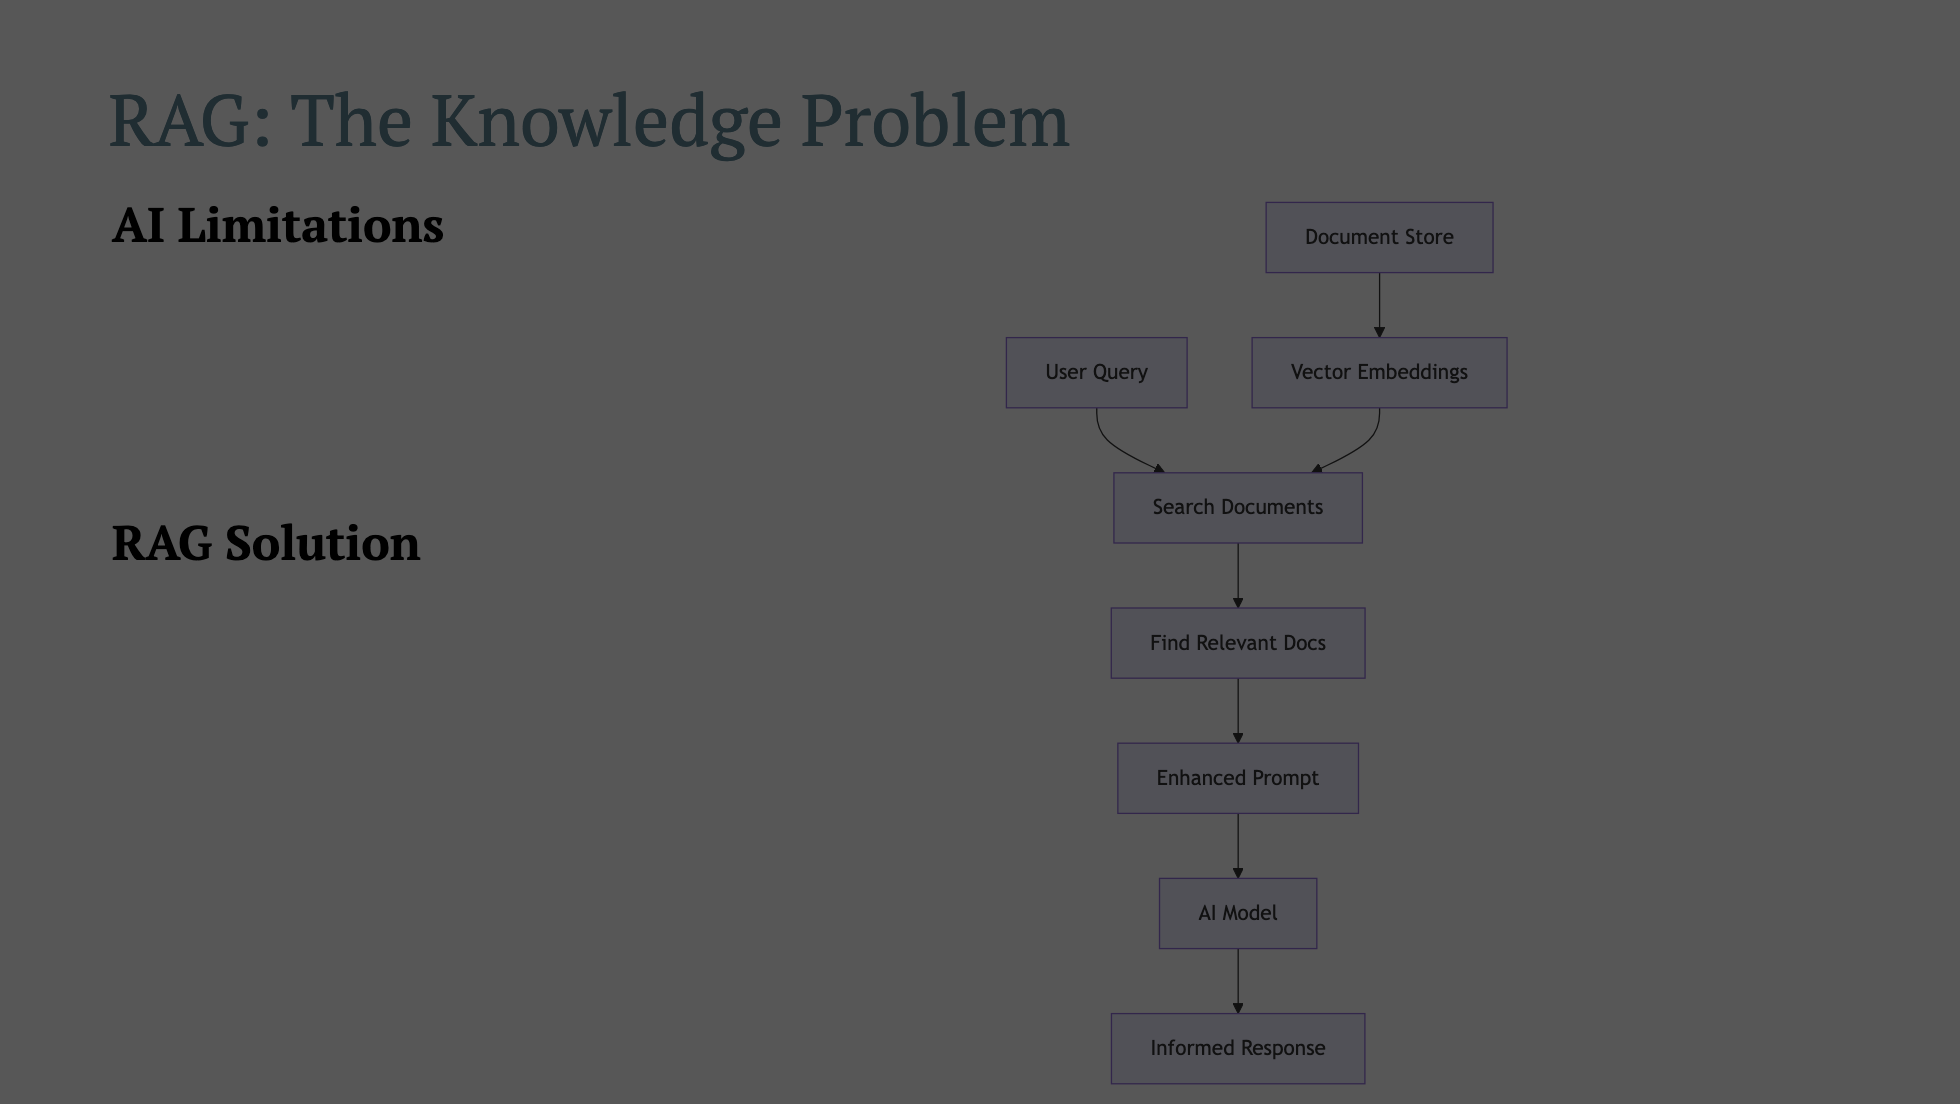 RAG: The Knowledge Problem
AI Limitations
RAG Solution
Document Store
User Query
Vector Embeddings
Search Documents
Find Relevant Docs
Enhanced Prompt
AI Model
Informed Response